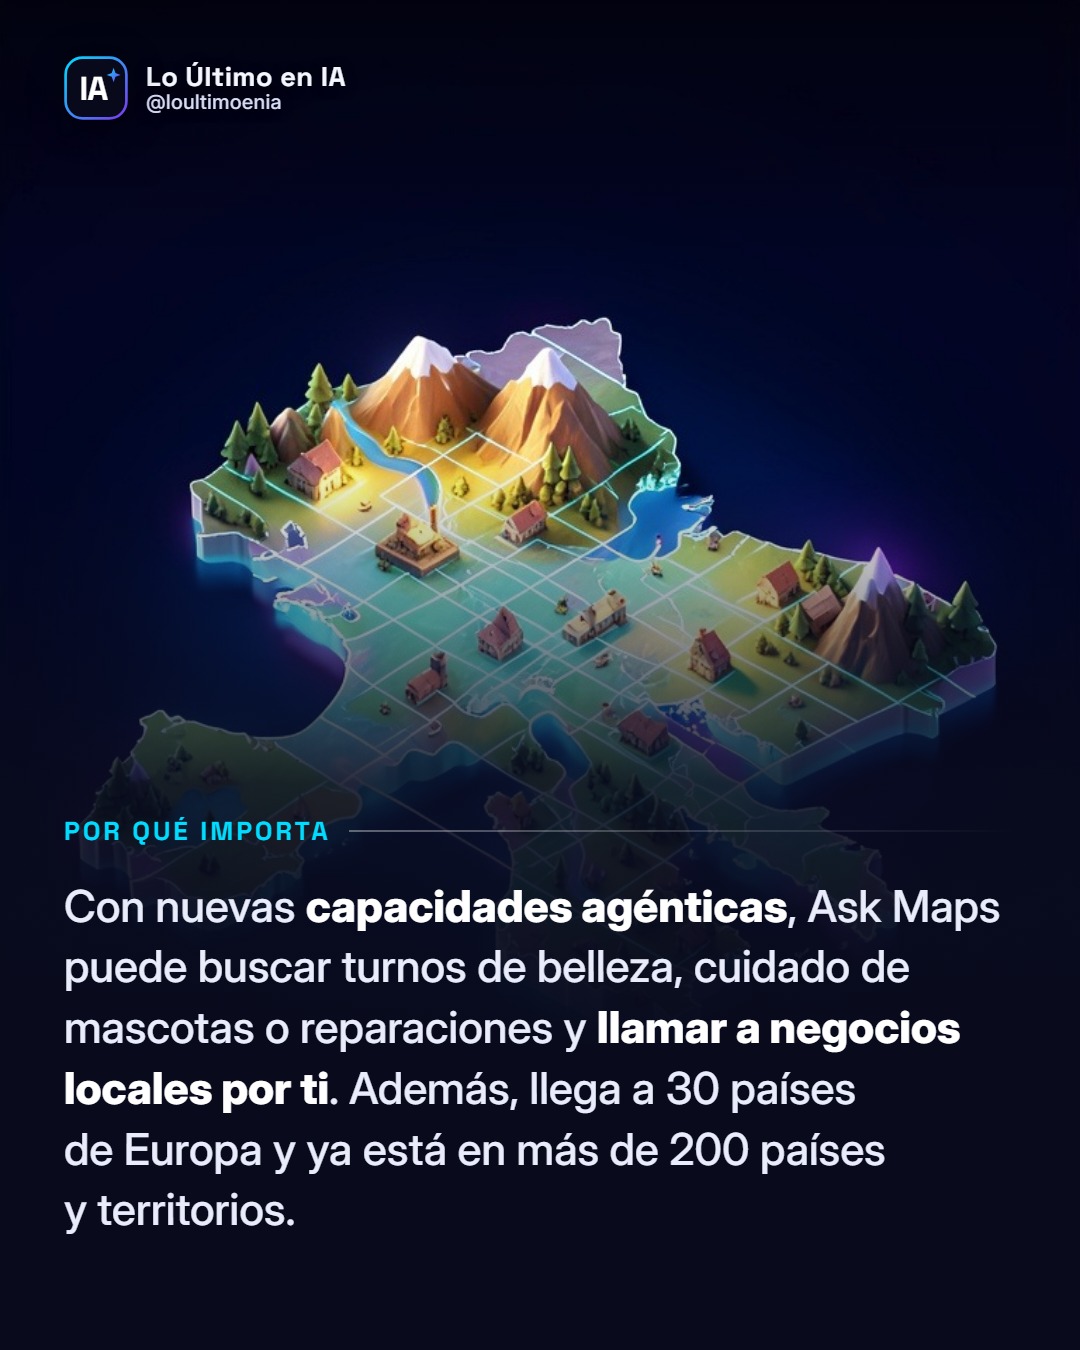 IA
Lo Último en IA
@loultimoenia
POR QUÉ IMPORTA
Con nuevas capacidades agénticas, Ask Maps
puede buscar turnos de belleza, cuidado de
mascotas o reparaciones y llamar a negocios
locales por ti. Además, llega a 30 países
de Europa y ya está en más de 200 países
y territorios.